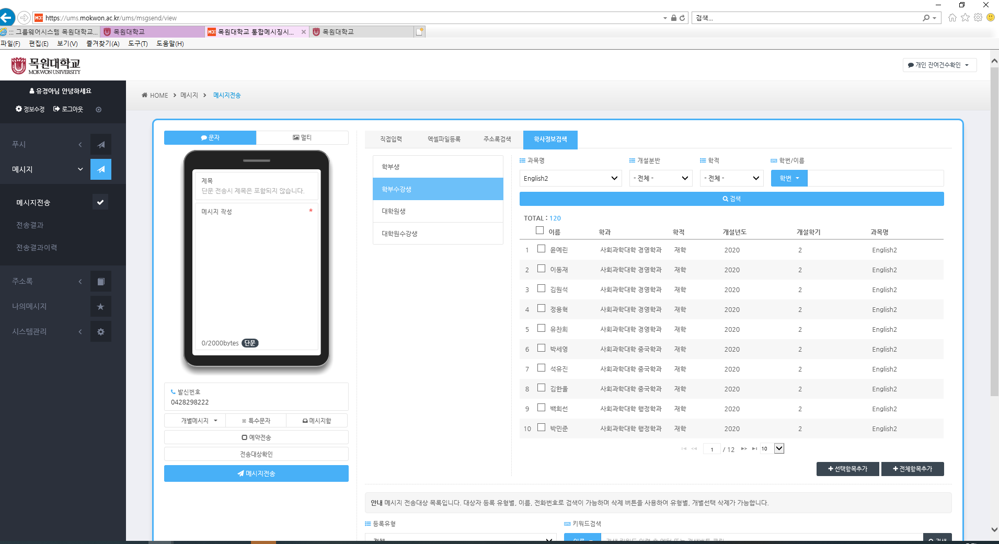 https://ums.mokwon.ac.kr/ums/msgsend/view
검색...
::: 그룹웨어시스템 목원대학교...
목원대학교
목원대학교 통합메시징시...
목원대학교
파일(F) 편집(E) 보기(V) 즐겨찾기(A) 도구(T) 도움말(H)
목원대학교
MOKWON UNIVERSITY
개인 잔여건수확인
유경아님 안녕하세요
정보수정 로그아웃
푸시
메시지
메시지전송
전송결과
전송결과이력
주소록
나의메시지
시스템관리
HOME > 메시지 > 메시지전송
문자 멀티
제목
단문 전송시 제목은 포함되지 않습니다.
메시지 작성 *
0/2000bytes 단문
발신번호
0428298222
개별메시지 ※ 특수문자 메시지함
예약전송
전송대상확인
메시지전송
직접입력 엑셀파일등록 주소록검색 학사정보검색
학부생
학부수강생
대학원생
대학원수강생
과목명 개설분반 학적 학번/이름
English2 - 전체 - - 전체 - 학번
검색
TOTAL : 120
이름 학과 학적 개설년도 개설학기 과목명
1 윤예린 사회과학대학 경영학과 재학 2020 2 English2
2 이동재 사회과학대학 경영학과 재학 2020 2 English2
3 김원석 사회과학대학 경영학과 재학 2020 2 English2
4 정용혁 사회과학대학 경영학과 재학 2020 2 English2
5 유찬희 사회과학대학 경영학과 재학 2020 2 English2
6 박세영 사회과학대학 중국학과 재학 2020 2 English2
7 석유진 사회과학대학 중국학과 재학 2020 2 English2
8 김한울 사회과학대학 중국학과 재학 2020 2 English2
9 백희선 사회과학대학 행정학과 재학 2020 2 English2
10 박민준 사회과학대학 행정학과 재학 2020 2 English2
1 / 12 10
+ 선택항목추가 + 전체항목추가
안내 메시지 전송대상 목록입니다. 대상자 등록 유형별, 이름, 전화번호로 검색이 가능하며 삭제 버튼을 사용하여 유형별, 개별선택 삭제가 가능합니다.
등록유형 키워드검색